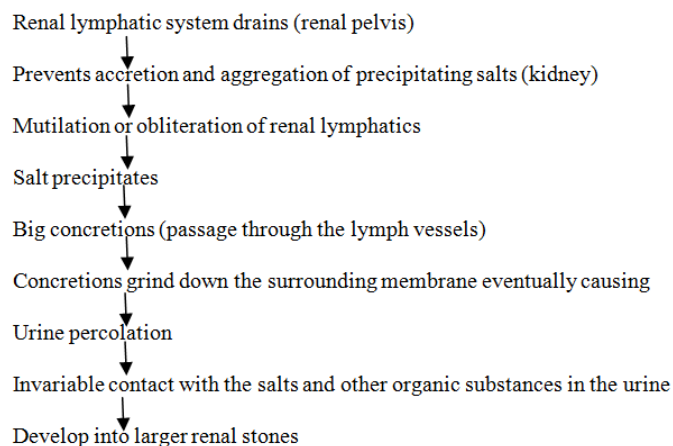 Renal lymphatic system drains (renal pelvis)
Prevents accretion and aggregation of precipitating salts (kidney)
Mutilation or obliteration of renal lymphatics
Salt precipitates
Big concretions (passage through the lymph vessels)
Concretions grind down the surrounding membrane eventually causing
Urine percolation
Invariable contact with the salts and other organic substances in the urine
Develop into larger renal stones